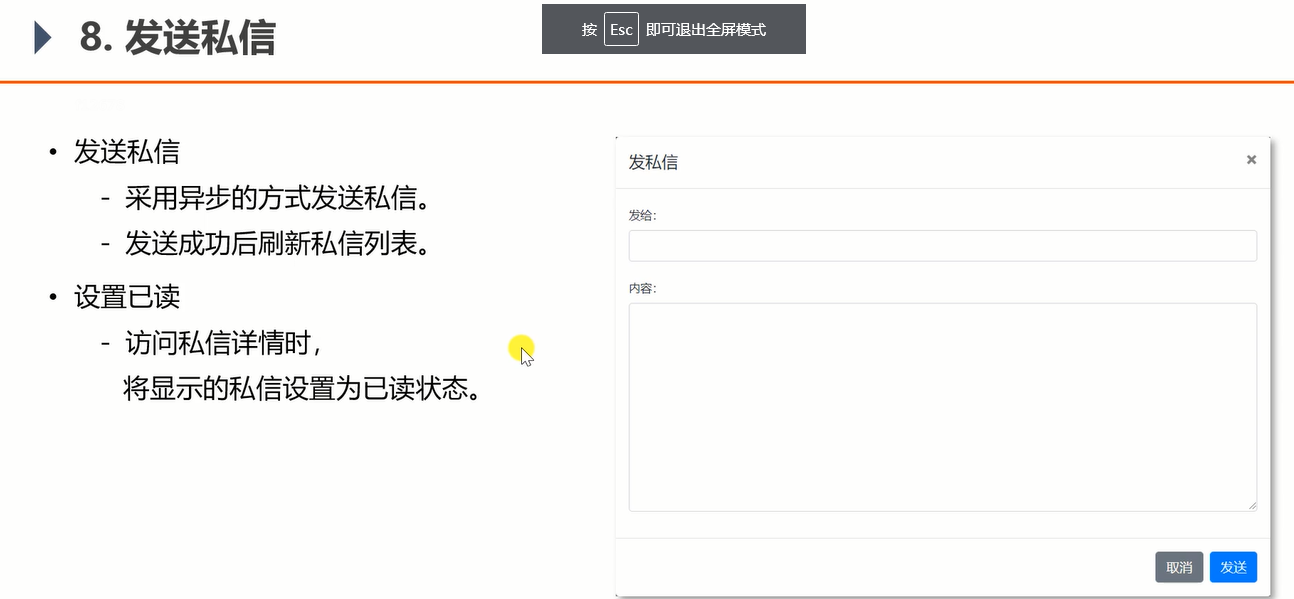 8. 发送私信
按 Esc 即可退出全屏模式
• 发送私信
- 采用异步的方式发送私信。
- 发送成功后刷新私信列表。
• 设置已读
- 访问私信详情时，
将显示的私信设置为已读状态。
发私信
×
发给：
内容：
取消 发送